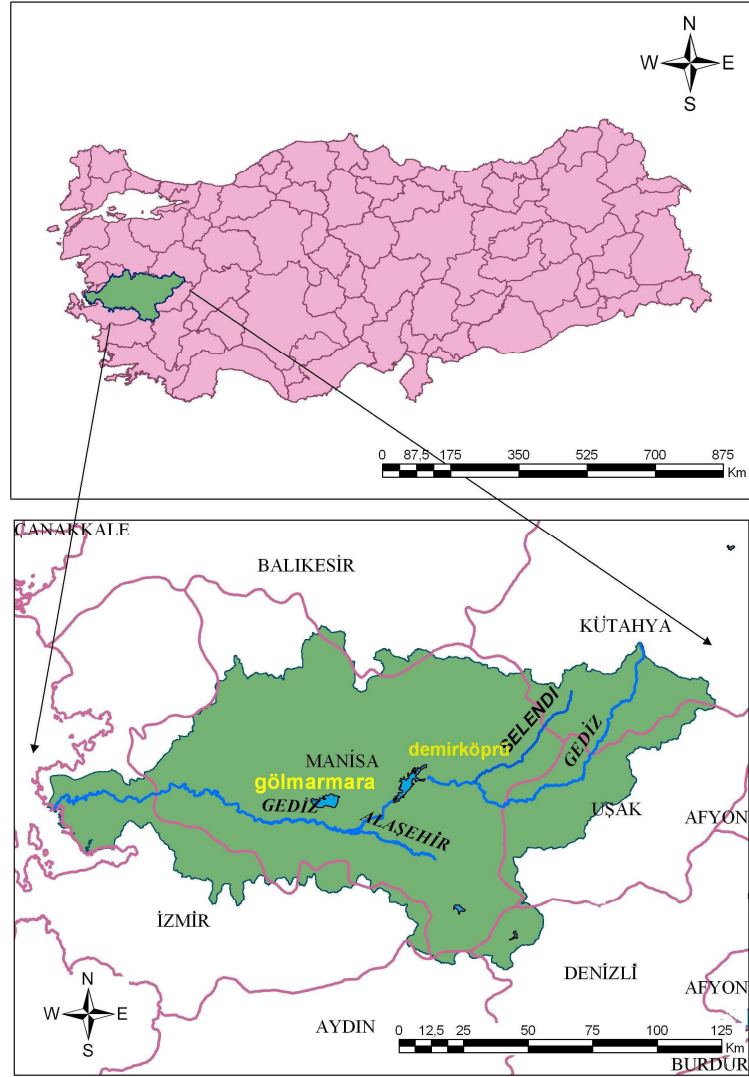 N
W E
S
0 87,5 175 350 525 700 875
Km
ÇANAKKALE
BALIKESİR
KÜTAHYA
SELENDI
GEDİZ
demirköprü
MANİSA
gölmarmara
GEDİZ
ALAŞEHİR
UŞAK
AFYON
İZMİR
DENİZLİ
AFYON
N
W E
S
AYDIN
0 12,5 25 50 75 100 125
Km
BURDUR